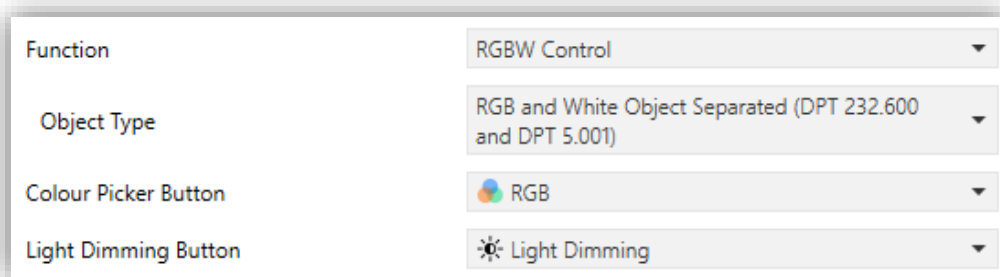 Function
RGBW Control
Object Type
RGB and White Object Separated (DPT 232.600
and DPT 5.001)
Colour Picker Button
RGB
Light Dimming Button
Light Dimming